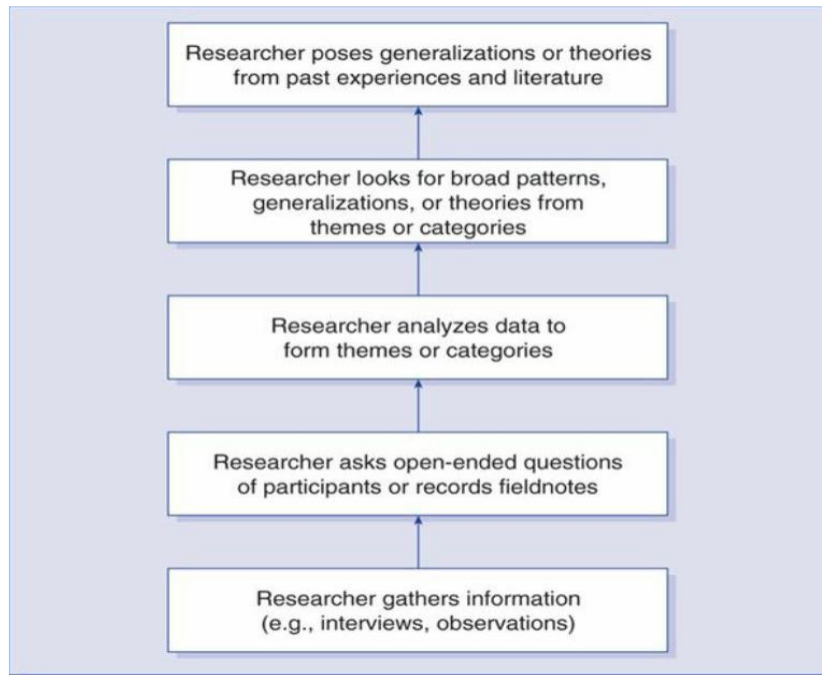 Researcher poses generalizations or theories
from past experiences and literature
Researcher looks for broad patterns,
generalizations, or theories from
themes or categories
Researcher analyzes data to
form themes or categories
Researcher asks open-ended questions
of participants or records fieldnotes
Researcher gathers information
(e.g., interviews, observations)